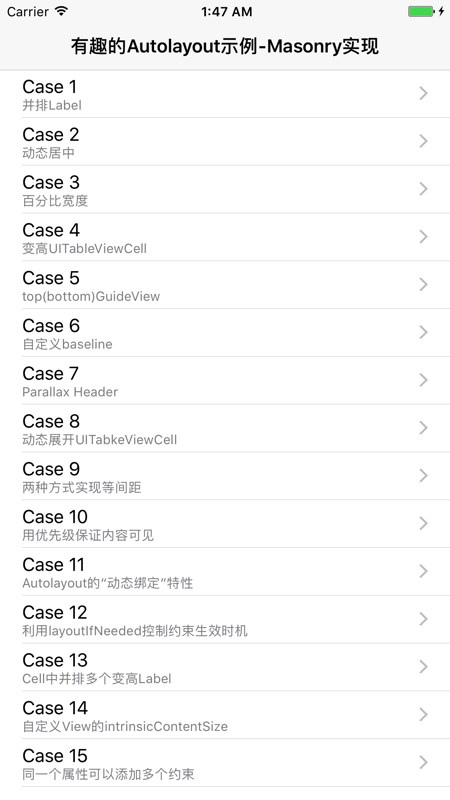 Carrier 1:47 AM
有趣的Autolayout示例-Masonry实现
Case 1
并排Label
Case 2
动态居中
Case 3
百分比宽度
Case 4
变高UITableViewCell
Case 5
top(bottom)GuideView
Case 6
自定义baseline
Case 7
Parallax Header
Case 8
动态展开UITabkeViewCell
Case 9
两种方式实现等间距
Case 10
用优先级保证内容可见
Case 11
Autolayout的“动态绑定”特性
Case 12
利用layoutIfNeeded控制约束生效时机
Case 13
Cell中并排多个变高Label
Case 14
自定义View的intrinsicContentSize
Case 15
同一个属性可以添加多个约束